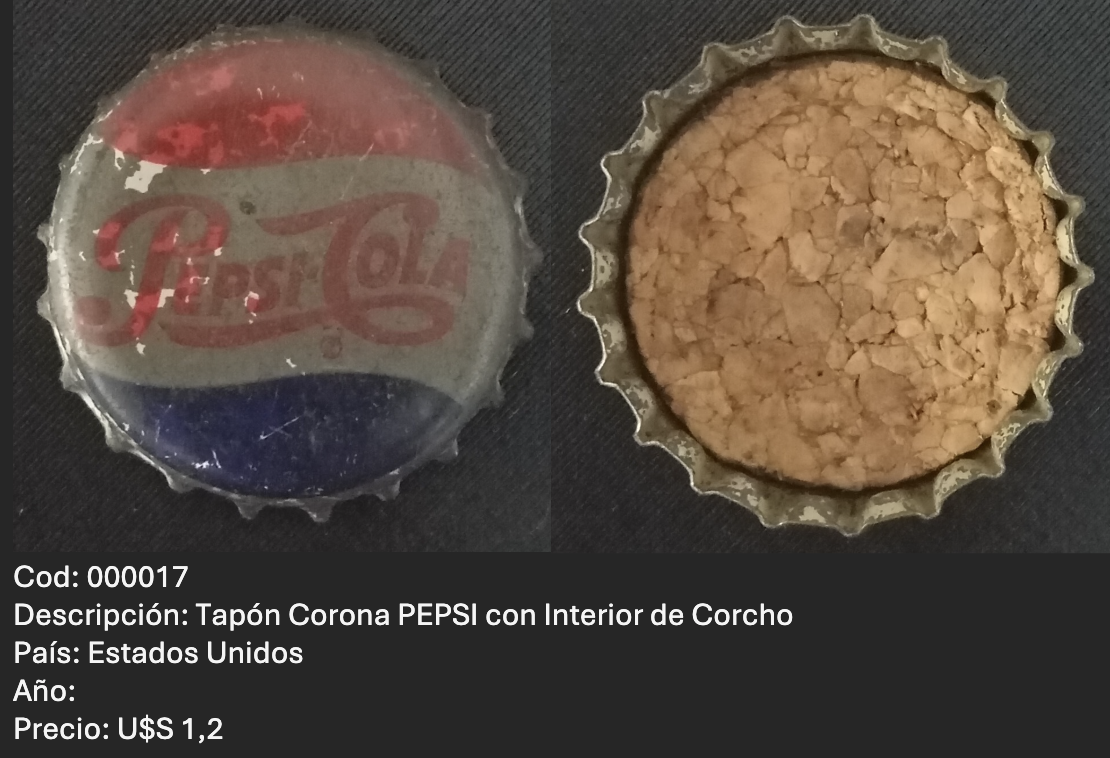 PEPSI-COLA
Cod: 000017
Descripción: Tapón Corona PEPSI con Interior de Corcho
País: Estados Unidos
Año:
Precio: U$S 1,2